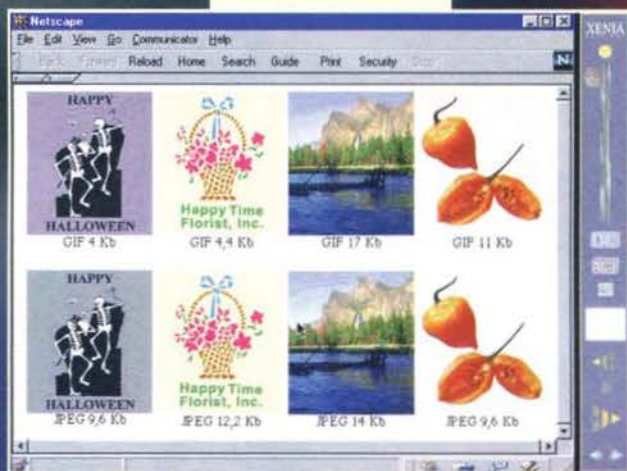 Netscape
File Edit View Go Communicator Help
Back Forward Reload Home Search Guide Print Security Stop
XENJA
HAPPY
HALLOWEEN
GIF 4 Kb
Happy Time
Florist, Inc.
GIF 4,4 Kb
GIF 17 Kb
GIF 11 Kb
HAPPY
HALLOWEEN
JPEG 9,6 Kb
Happy Time
Florist, Inc.
JPEG 12,2 Kb
JPEG 14 Kb
JPEG 9,6 Kb